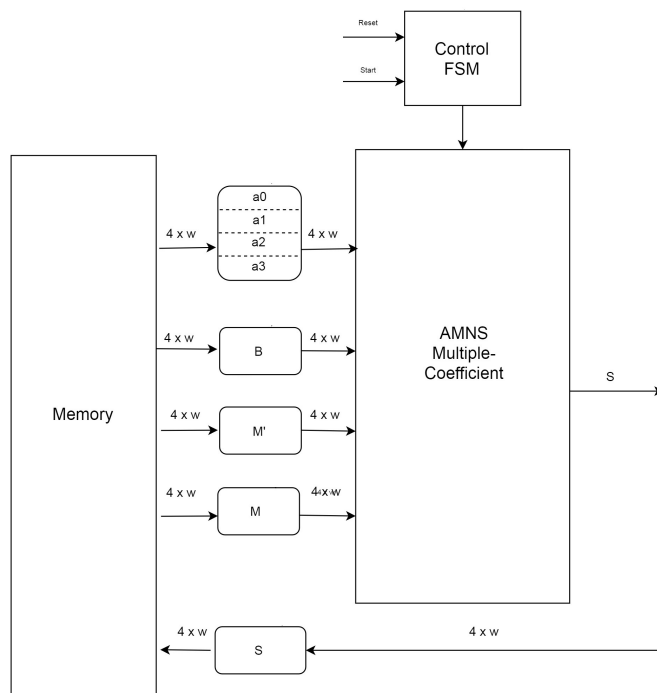 Reset
Control
FSM
Start
a0
a1
4 x w
4 x w
a2
a3
4 x w
4 x w
B
AMNS
Multiple-
Coefficient
S
Memory
4 x w
4 x w
M'
4 x w
4 x w
M
4 x w
4 x w
S